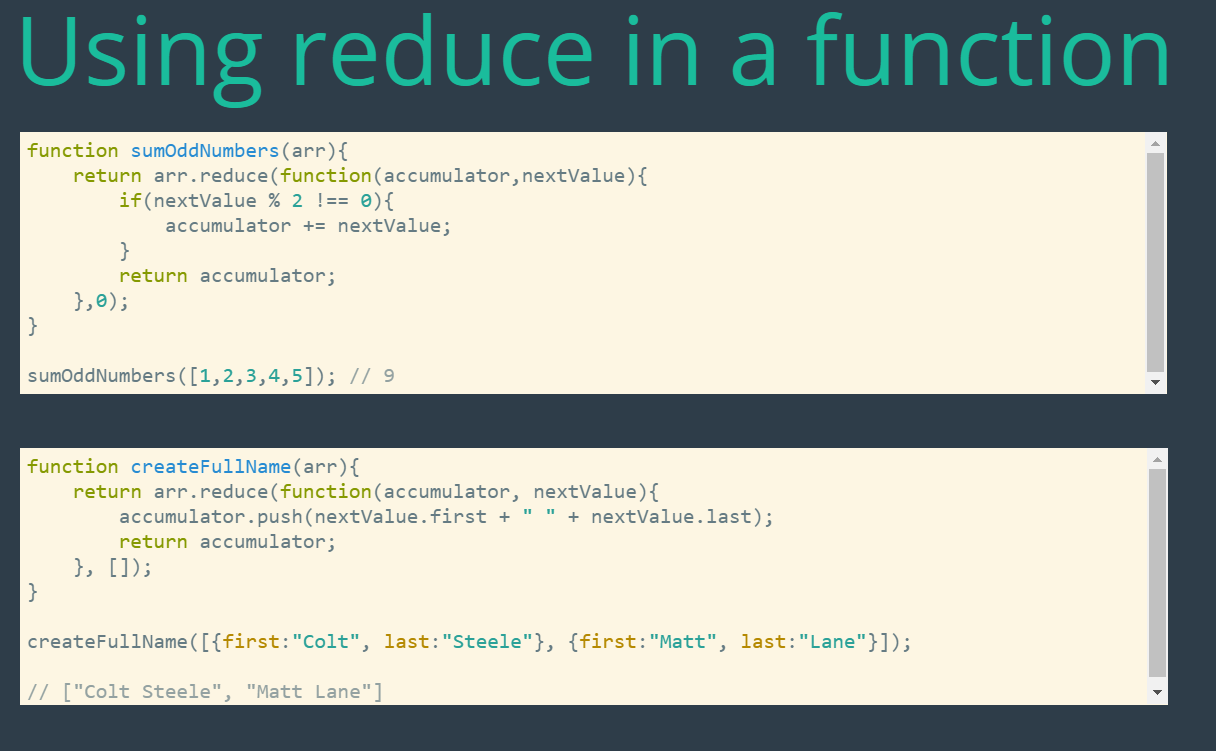 Using reduce in a function
function sumOddNumbers(arr){
    return arr.reduce(function(accumulator,nextValue){
        if(nextValue % 2 !== 0){
            accumulator += nextValue;
        }
        return accumulator;
    },0);
}
sumOddNumbers([1,2,3,4,5]); // 9
function createFullName(arr){
    return arr.reduce(function(accumulator, nextValue){
        accumulator.push(nextValue.first + " " + nextValue.last);
        return accumulator;
    }, []);
}
createFullName([{first:"Colt", last:"Steele"}, {first:"Matt", last:"Lane"}]);
// ["Colt Steele", "Matt Lane"]